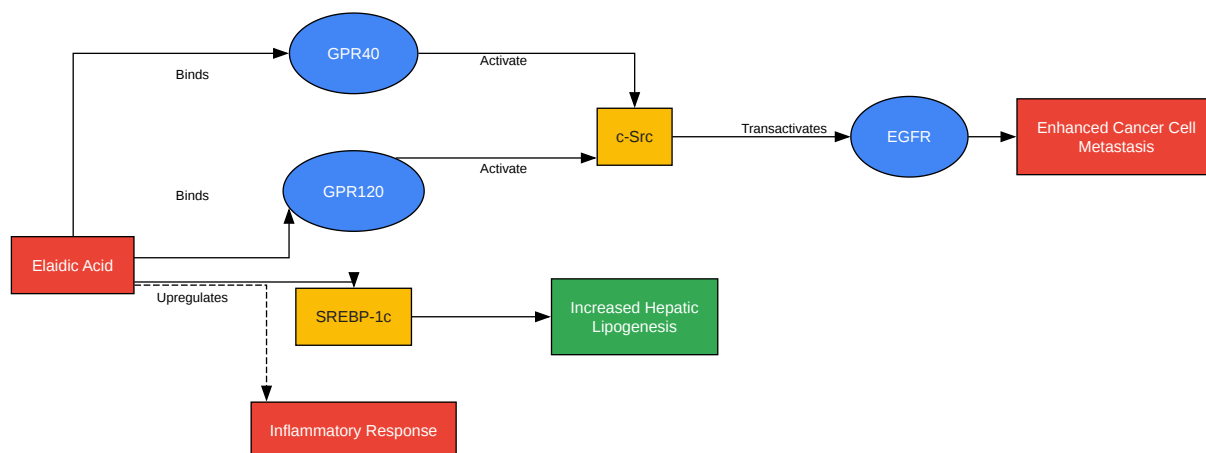 GPR40
Binds
Activate
c-Src
Transactivates
EGFR
Enhanced Cancer Cell
Metastasis
GPR120
Activate
Binds
Elaidic Acid
Upregulates
SREBP-1c
Increased Hepatic
Lipogenesis
Inflammatory Response